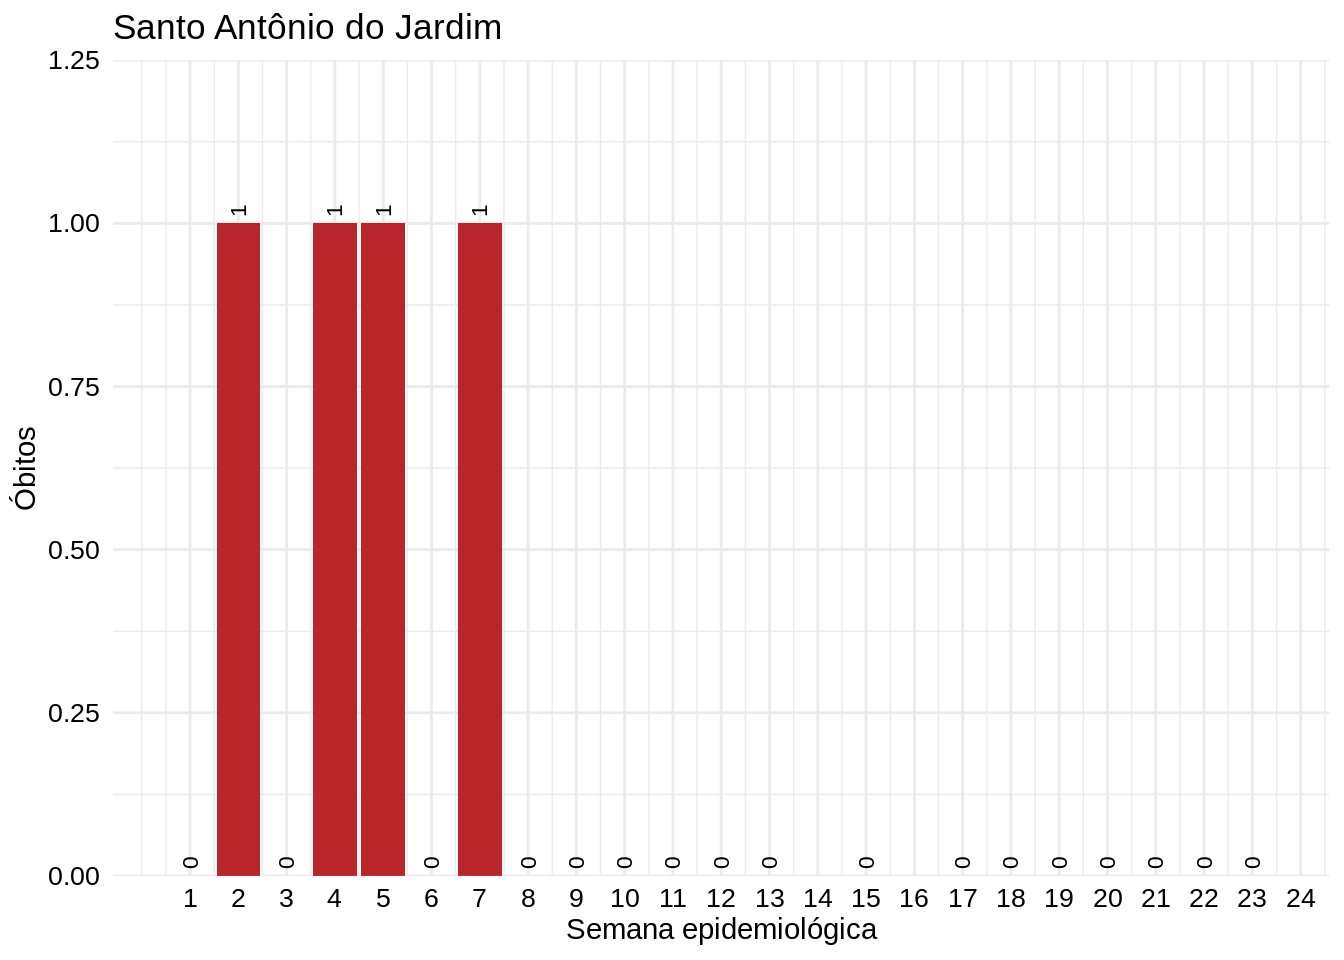 Santo Antônio do Jardim
1.25
1.00
0.75
0.50
0.25
0.00
Óbitos
1 1 1 1
0 0 0 0 0 0 0 0 0 0 0 0 0 0 0 0 0
1 2 3 4 5 6 7 8 9 10 11 12 13 14 15 16 17 18 19 20 21 22 23 24
Semana epidemiológica